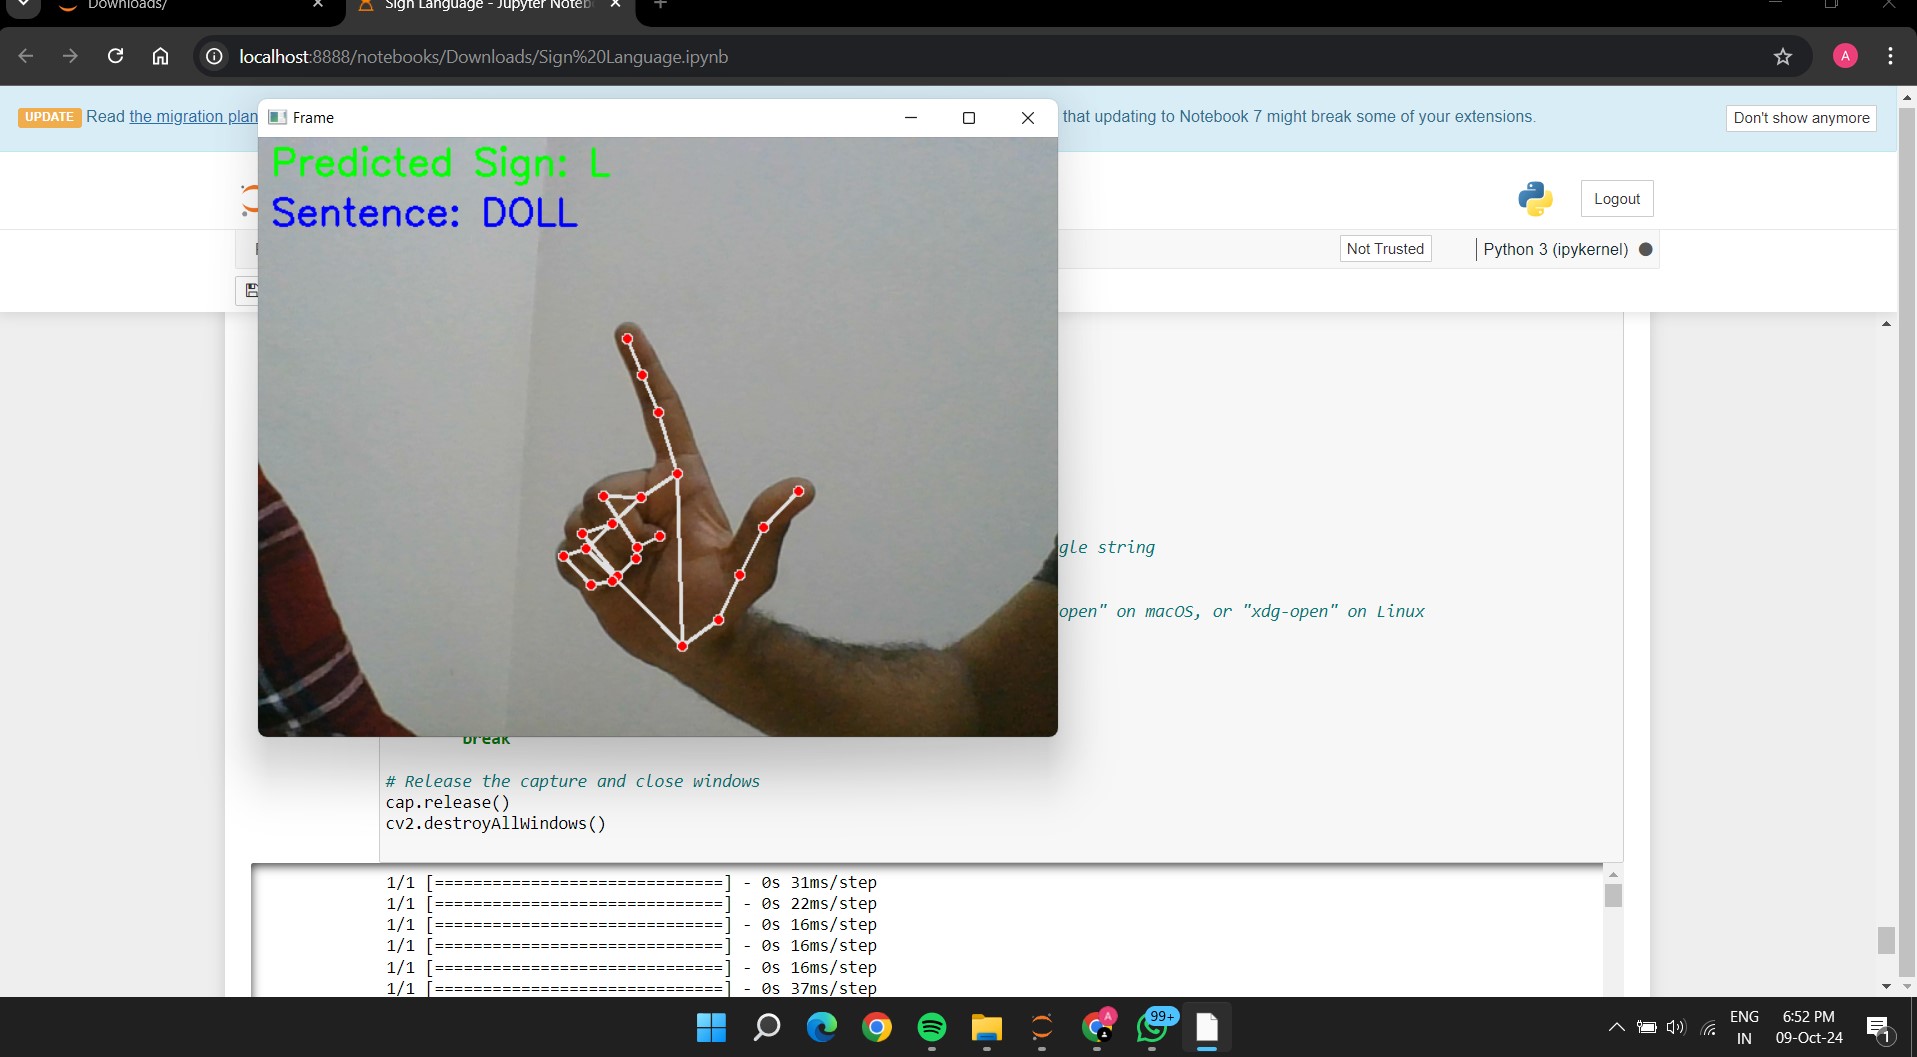 Downloads/
Sign Language - Jupyter Noteb
localhost:8888/notebooks/Downloads/Sign%20Language.ipynb
A
UPDATE Read the migration plan that updating to Notebook 7 might break some of your extensions. Don't show anymore
Frame
Predicted Sign: L
Sentence: DOLL
Logout
Not Trusted
Python 3 (ipykernel)
gle string
open" on macOS, or "xdg-open" on Linux
break
# Release the capture and close windows
cap.release()
cv2.destroyAllWindows()
1/1 [==============================] - 0s 31ms/step
1/1 [==============================] - 0s 22ms/step
1/1 [==============================] - 0s 16ms/step
1/1 [==============================] - 0s 16ms/step
1/1 [==============================] - 0s 16ms/step
1/1 [==============================] - 0s 37ms/step
A
99+
ENG
IN
6:52 PM
09-Oct-24
1